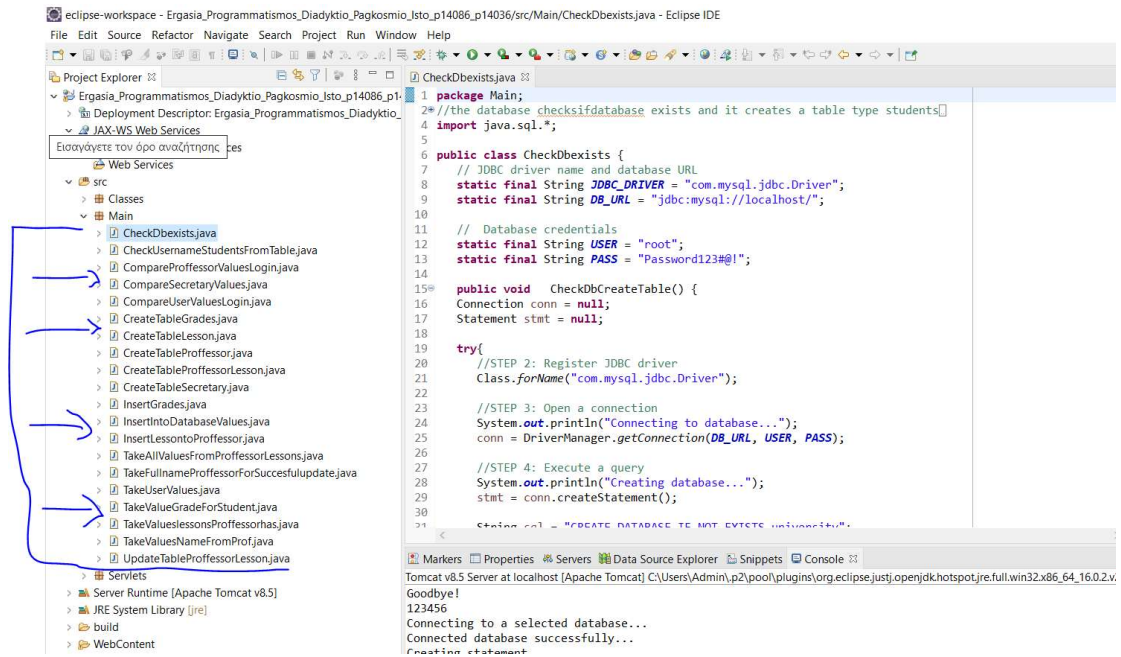 eclipse-workspace - Ergasia_Programmatismos_Diadyktio_Pagkosmio_Isto_p14086_p14036/src/Main/CheckDbexists.java - Eclipse IDE
File Edit Source Refactor Navigate Search Project Run Window Help
Project Explorer
Ergasia_Programmatismos_Diadyktio_Pagkosmio_Isto_p14086_p14
Deployment Descriptor: Ergasia_Programmatismos_Diadyktio_
JAX-WS Web Services
Εισαγάγετε τον όρο αναζήτησης
ces
Web Services
src
Classes
Main
CheckDbexists.java
CheckUsernameStudentsFromTable.java
CompareProffessorValuesLogin.java
CompareSecretaryValues.java
CompareUserValuesLogin.java
CreateTableGrades.java
CreateTableLesson.java
CreateTableProffessor.java
CreateTableProffessorLesson.java
CreateTableSecretary.java
InsertGrades.java
InsertIntoDatabaseValues.java
InsertLessontoProffessor.java
TakeAllValuesFromProffessorLessons.java
TakeFullnameProffessorForSuccesfulupdate.java
TakeUserValues.java
TakeValueGradeForStudent.java
TakeValueslessonsProffessorhas.java
TakeValuesNameFromProf.java
UpdateTableProffessorLesson.java
Servlets
Server Runtime [Apache Tomcat v8.5]
JRE System Library [jre]
build
WebContent
CheckDbexists.java
1 package Main;
2 //the database checksifdatabase exists and it creates a table type students
4 import java.sql.*;
5
6 public class CheckDbexists {
7 // JDBC driver name and database URL
8 static final String JDBC_DRIVER = "com.mysql.jdbc.Driver";
9 static final String DB_URL = "jdbc:mysql://localhost/";
10
11 // Database credentials
12 static final String USER = "root";
13 static final String PASS = "Password123#@!";
14
15 public void CheckDbCreateTable() {
16 Connection conn = null;
17 Statement stmt = null;
18
19 try{
20 //STEP 2: Register JDBC driver
21 Class.forName("com.mysql.jdbc.Driver");
22
23 //STEP 3: Open a connection
24 System.out.println("Connecting to database...");
25 conn = DriverManager.getConnection(DB_URL, USER, PASS);
26
27 //STEP 4: Execute a query
28 System.out.println("Creating database...");
29 stmt = conn.createStatement();
30
31 String sql = "CREATE DATABASE IF NOT EXISTS university";
Markers Properties Servers Data Source Explorer Snippets Console
Tomcat v8.5 Server at localhost [Apache Tomcat] C:\Users\Admin\.p2\pool\plugins\org.eclipse.justj.openjdk.hotspot.jre.full.win32.x86_64_16.0.2.v
Goodbye!
123456
Connecting to a selected database...
Connected database successfully...
Creating statement